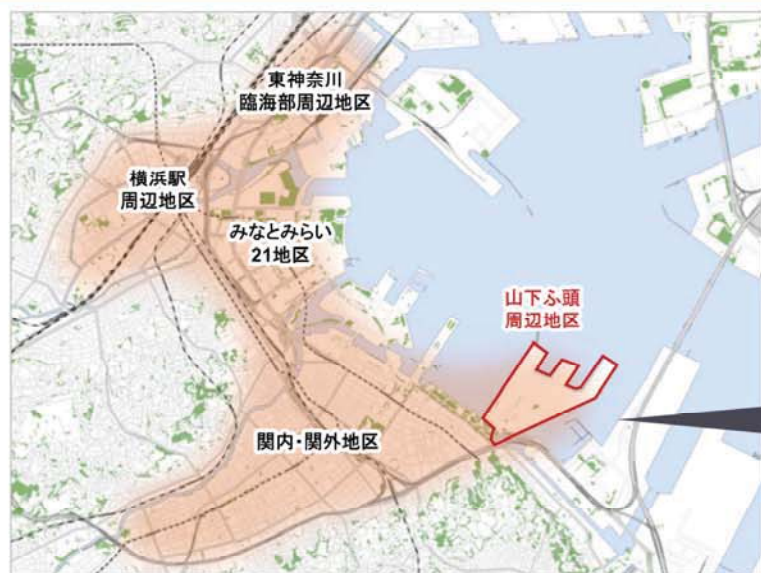 東神奈川
臨海部周辺地区
横浜駅
周辺地区
みなとみらい
21地区
山下ふ頭
周辺地区
関内・関外地区